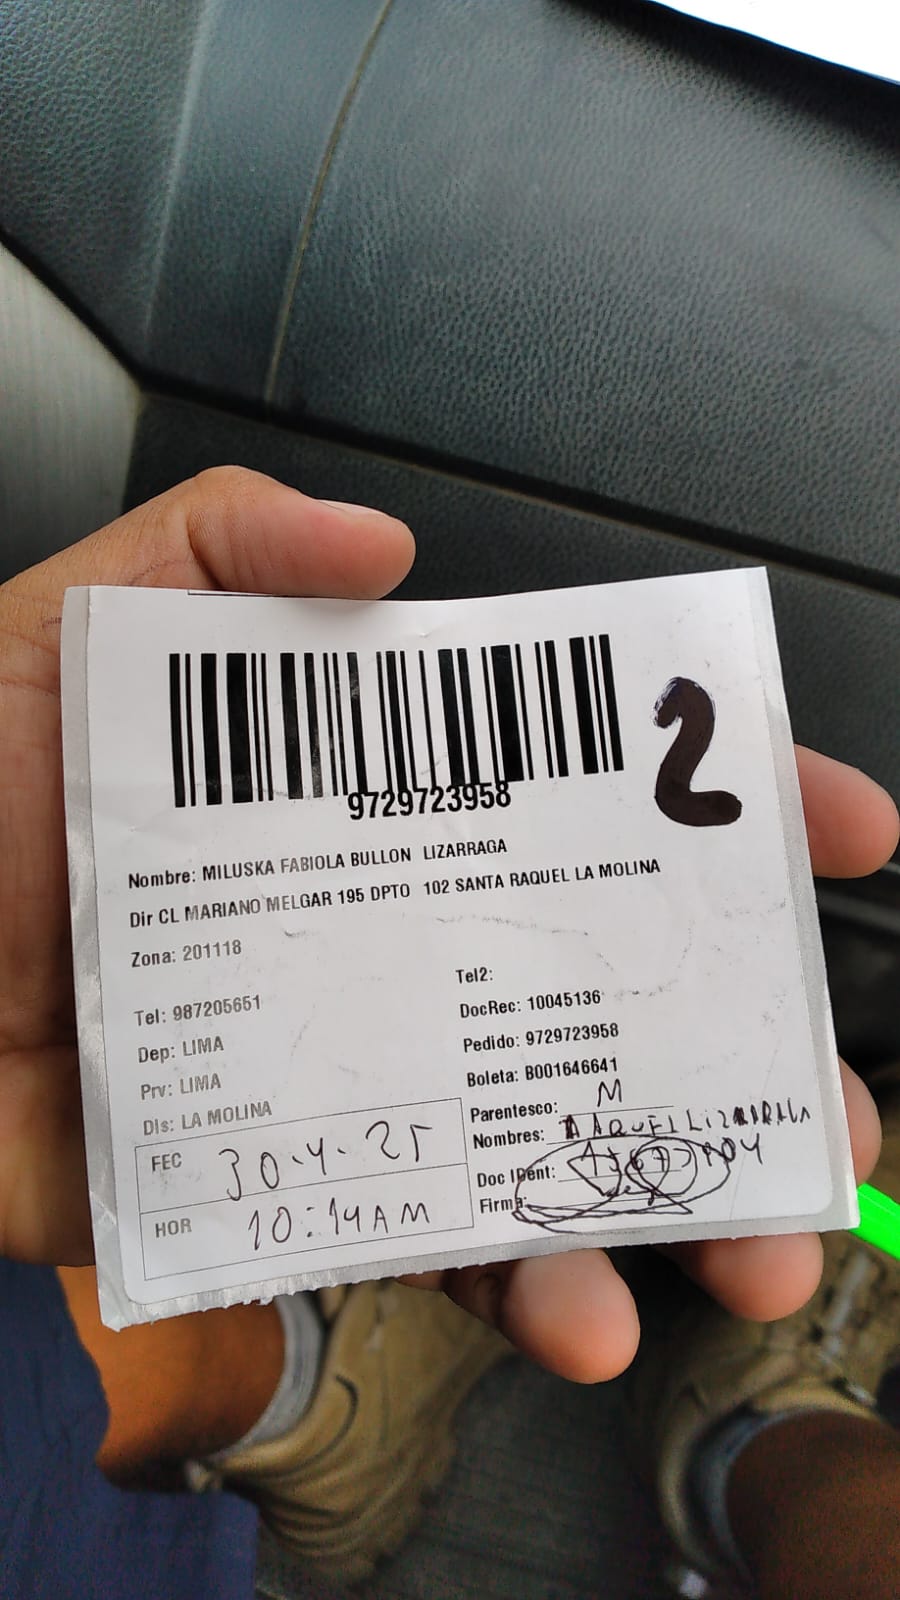 2
9729723958
Nombre: MILUSKA FABIOLA BULLON LIZARRAGA
Dir CL MARIANO MELGAR 195 DPTO 102 SANTA RAQUEL LA MOLINA
Zona: 201118
Tel2:
Tel: 987205651
DocRec: 10045136
Dep: LIMA
Pedido: 9729723958
Prv: LIMA
Boleta: B001646641
Dis: LA MOLINA
Parentesco: M
Nombres:
FEC 30.4.25
Doc IDent:
HOR 10:14AM
Firma: